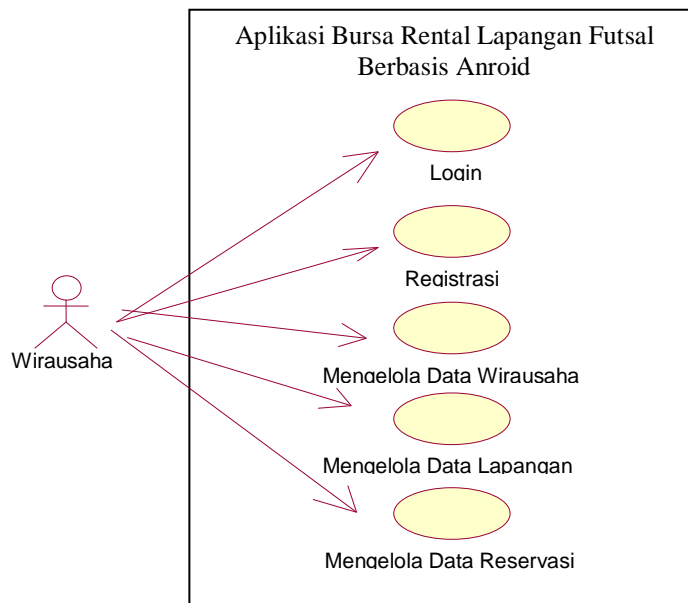 Aplikasi Bursa Rental Lapangan Futsal
Berbasis Anroid
Login
Registrasi
Wirausaha
Mengelola Data Wirausaha
Mengelola Data Lapangan
Mengelola Data Reservasi